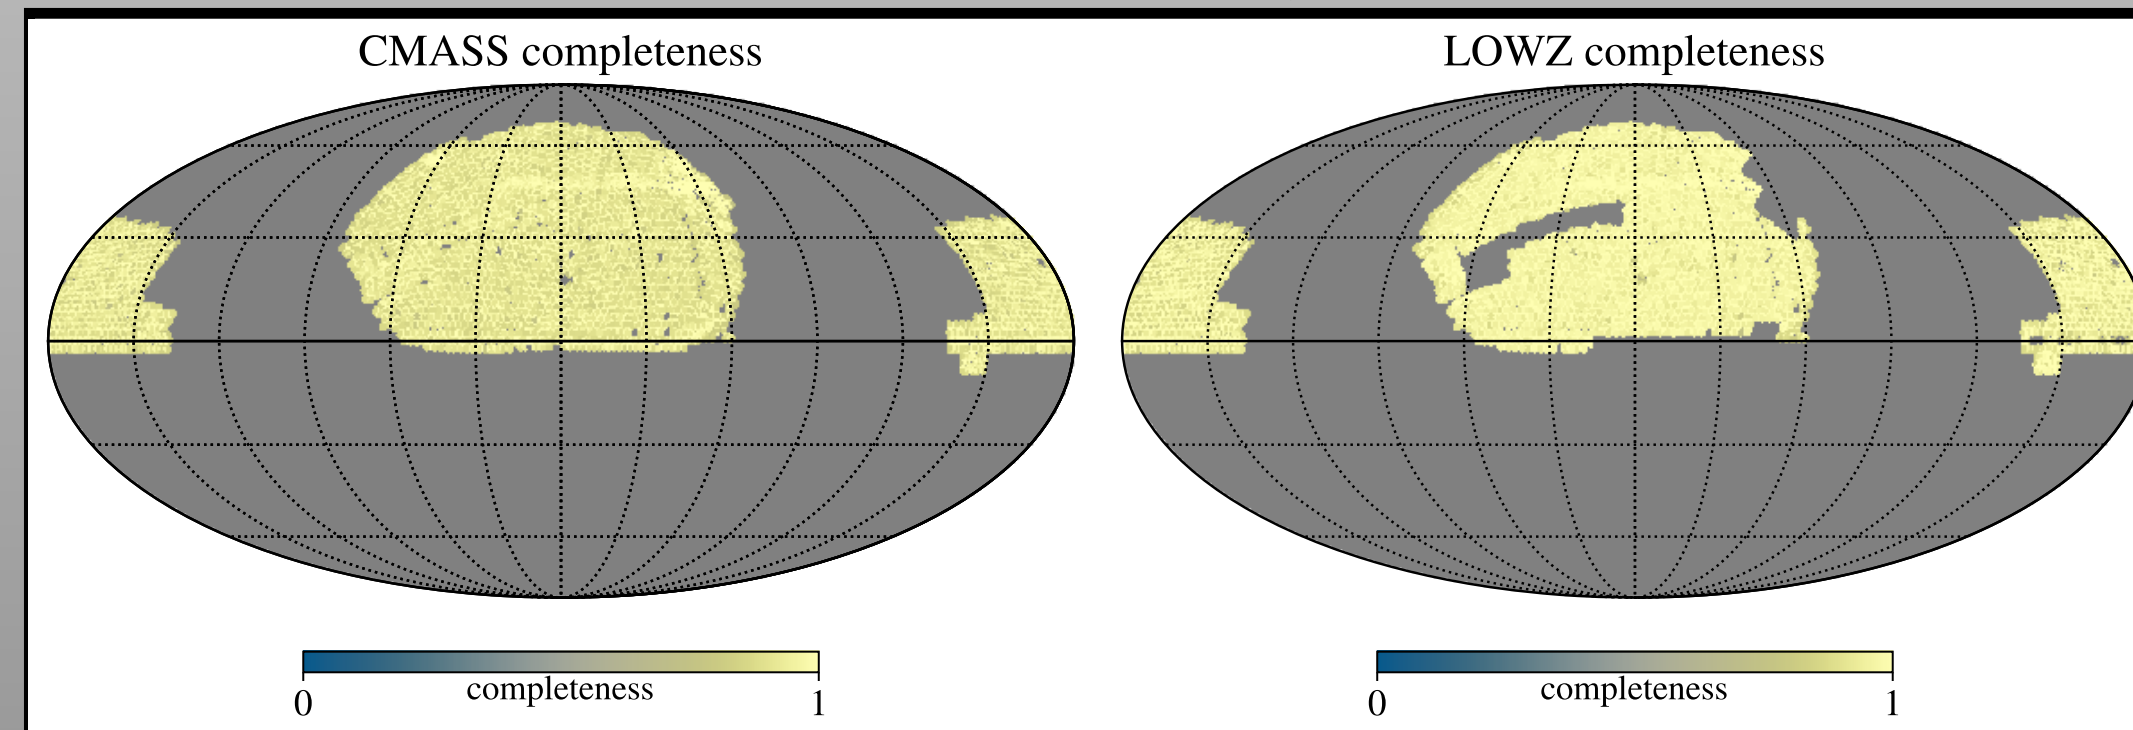 CMASS completeness
LOWZ completeness
completeness
0 1
completeness
0 1